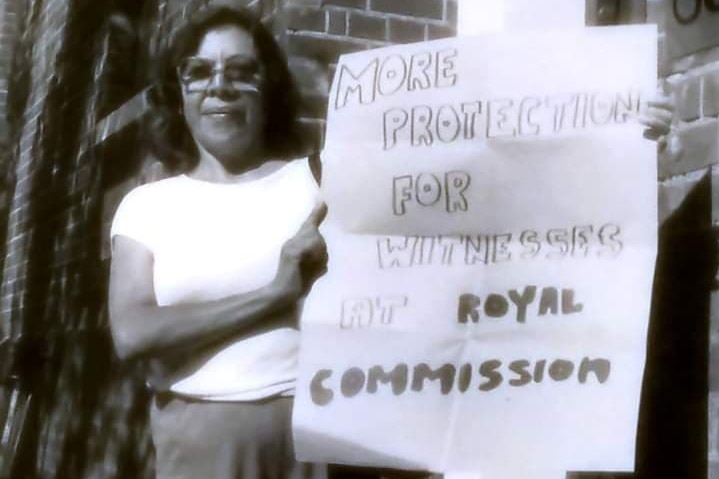 MORE
PROTECTION
FOR
WITNESSES
AT ROYAL
COMMISSION